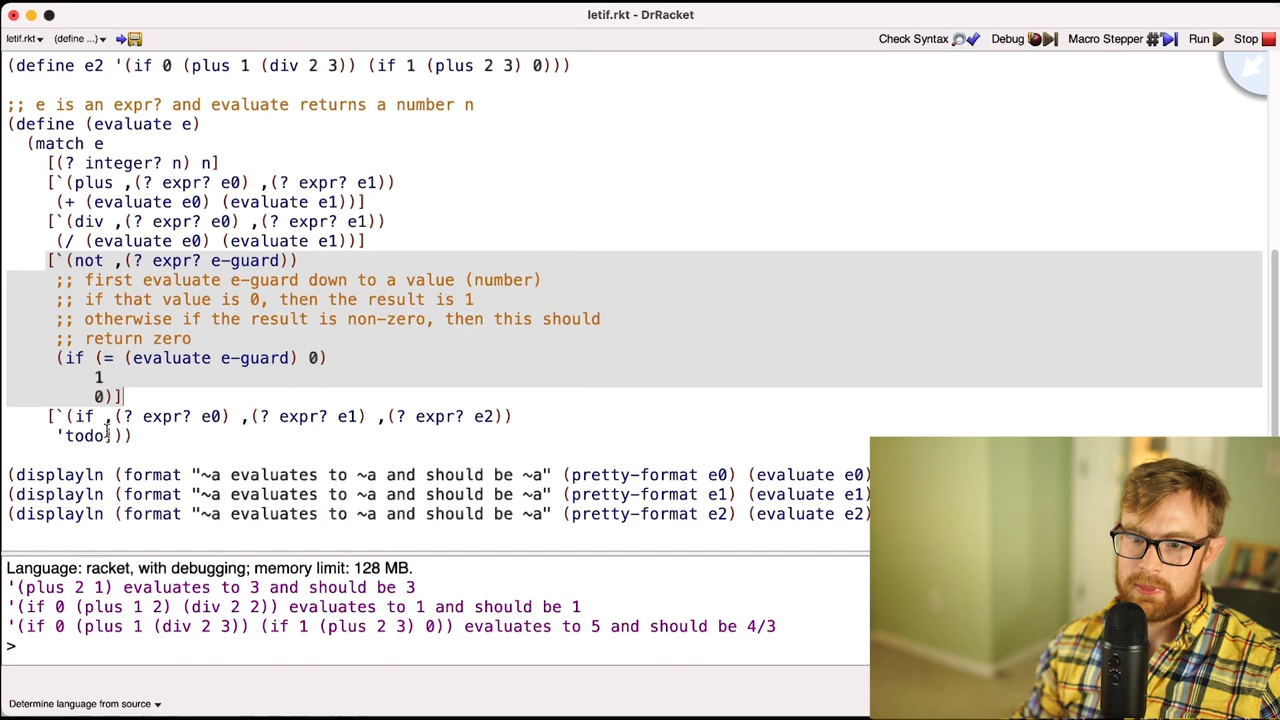 letif.rkt - DrRacket
letif.rkt▾ (define ...)▾ Check Syntax Debug Macro Stepper Run Stop
(define e2 '(if 0 (plus 1 (div 2 3)) (if 1 (plus 2 3) 0)))
;; e is an expr? and evaluate returns a number n
(define (evaluate e)
(match e
[(? integer? n) n]
[`(plus ,(? expr? e0) ,(? expr? e1))
(+ (evaluate e0) (evaluate e1))]
[`(div ,(? expr? e0) ,(? expr? e1))
(/ (evaluate e0) (evaluate e1))]
[`(not ,(? expr? e-guard))
;; first evaluate e-guard down to a value (number)
;; if that value is 0, then the result is 1
;; otherwise if the result is non-zero, then this should
;; return zero
(if (= (evaluate e-guard) 0)
1
0)]
[`(if ,(? expr? e0) ,(? expr? e1) ,(? expr? e2))
'todo]))
(displayln (format "~a evaluates to ~a and should be ~a" (pretty-format e0) (evaluate e0)
(displayln (format "~a evaluates to ~a and should be ~a" (pretty-format e1) (evaluate e1)
(displayln (format "~a evaluates to ~a and should be ~a" (pretty-format e2) (evaluate e2)
Language: racket, with debugging; memory limit: 128 MB.
'(plus 2 1) evaluates to 3 and should be 3
'(if 0 (plus 1 2) (div 2 2)) evaluates to 1 and should be 1
'(if 0 (plus 1 (div 2 3)) (if 1 (plus 2 3) 0)) evaluates to 5 and should be 4/3
>
Determine language from source▾